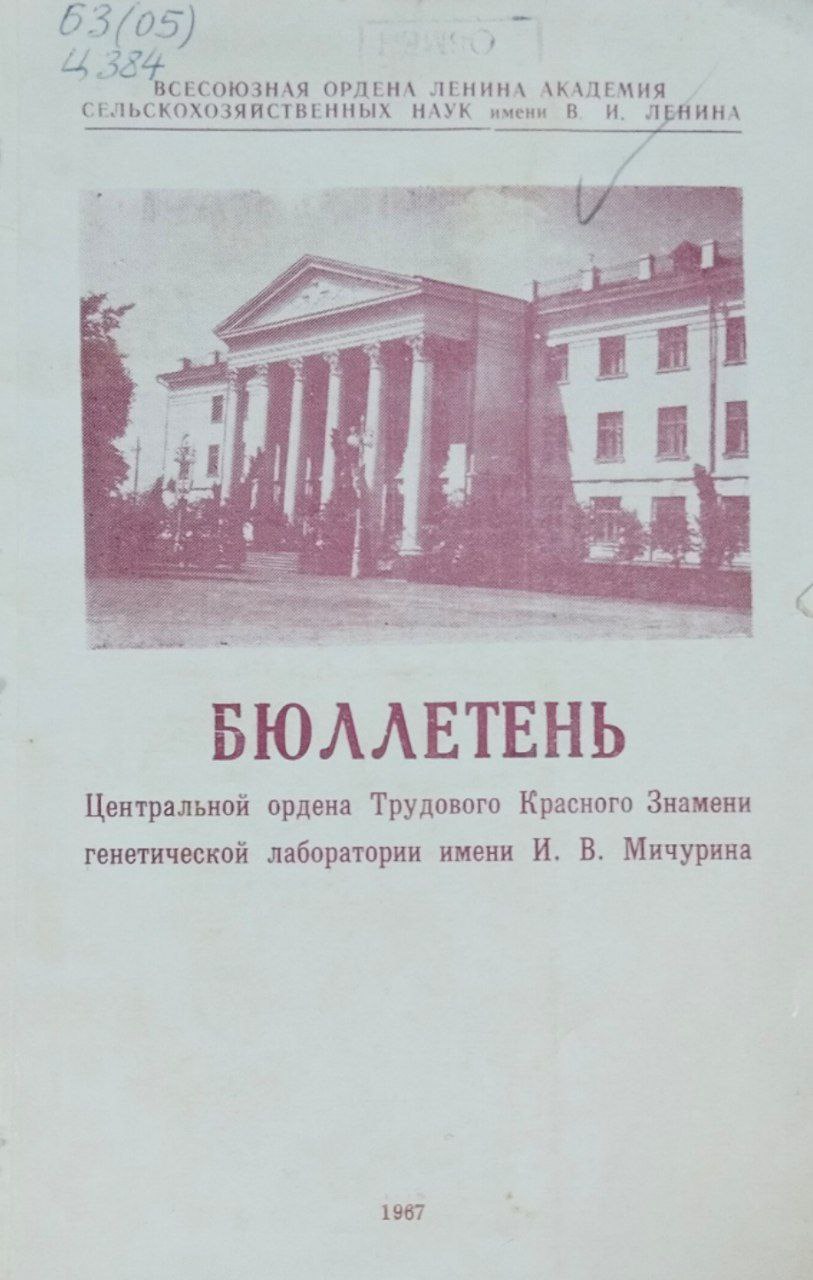 63(05)
Ц 384
ВСЕСОЮЗНАЯ ОРДЕНА ЛЕНИНА АКАДЕМИЯ
СЕЛЬСКОХОЗЯЙСТВЕННЫХ НАУК имени В. И. ЛЕНИНА
БЮЛЛЕТЕНЬ
Центральной ордена Трудового Красного Знамени
генетической лаборатории имени И. В. Мичурина
1967